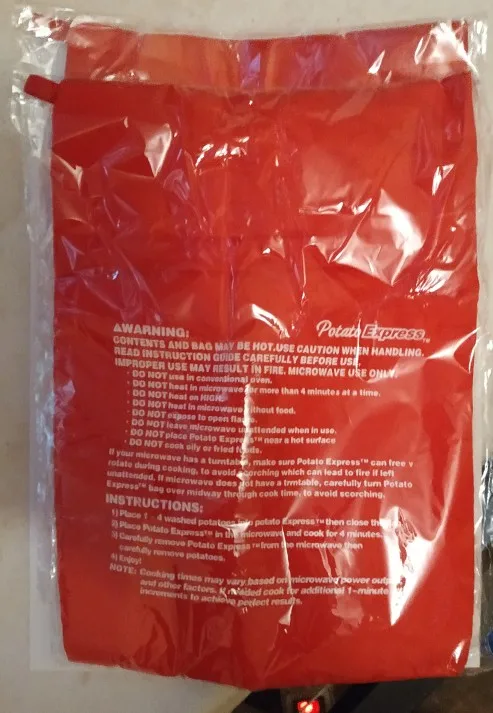 Potato Express™
▲WARNING:
CONTENTS AND BAG MAY BE HOT.USE CAUTION WHEN HANDLING.
READ INSTRUCTION GUIDE CAREFULLY BEFORE USE.
IMPROPER USE MAY RESULT IN FIRE. MICROWAVE USE ONLY.
· DO NOT use in conventional oven.
· DO NOT heat in microwave for more than 4 minutes at a time.
· DO NOT heat on HIGH.
· DO NOT heat in microwave without food.
· DO NOT expose to open flame.
· DO NOT leave microwave unattended when in use.
· DO NOT place Potato Express™ near a hot surface
· DO NOT cook oily or fried foods.
If your microwave has a turntable, make sure Potato Express™ can free
rotate during cooking, to avoid scorching which can lead to fire if left
unattended. If microwave does not have a trmtable, carefully turn Potato
Express™ bag over midway through cook time, to avoid scorching.
INSTRUCTIONS:
1) Place 1 - 4 washed potatoes into potato Express™ then close the
2) Place Potato Express™ in the microwave and cook for 4 minutes.
3) Carefully remove Potato Express™ from the microwave then
carefully remove potatoes.
4) Enjoy!
NOTE: Cooking times may vary based on microwave power
and other factors. If needed cook for additional 1-minute
increments to achieve perfect results.